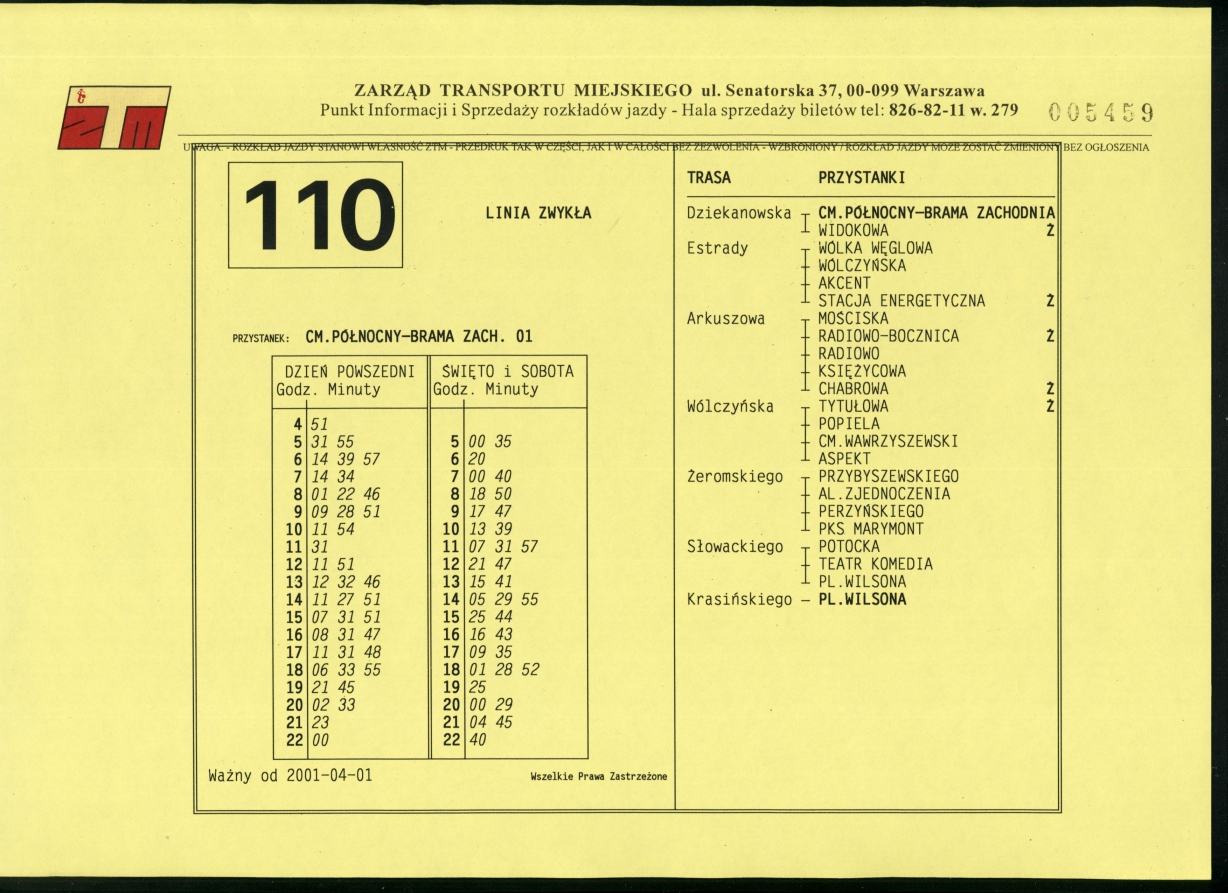 ZTM
ZARZĄD TRANSPORTU MIEJSKIEGO ul. Senatorska 37, 00-099 Warszawa
Punkt Informacji i Sprzedaży rozkładów jazdy - Hala sprzedaży biletów tel: 826-82-11 w. 279
005459
UWAGA. - ROZKŁAD JAZDY STANOWI WŁASNOŚĆ ZTM - PRZEDRUK TAK W CZĘŚCI, JAK I W CAŁOŚCI BEZ ZEZWOLENIA - WZBRONIONY / ROZKŁAD JAZDY MOŻE ZOSTAĆ ZMIENIONY BEZ OGŁOSZENIA
110
LINIA ZWYKŁA
PRZYSTANEK: CM.PÓŁNOCNY-BRAMA ZACH. 01
DZIEŃ POWSZEDNI
Godz. Minuty
4 51
5 31 55
6 14 39 57
7 14 34
8 01 22 46
9 09 28 51
10 11 54
11 31
12 11 51
13 12 32 46
14 11 27 51
15 07 31 51
16 08 31 47
17 11 31 48
18 06 33 55
19 21 45
20 02 33
21 23
22 00
ŚWIĘTO i SOBOTA
Godz. Minuty
5 00 35
6 20
7 00 40
8 18 50
9 17 47
10 13 39
11 07 31 57
12 21 47
13 15 41
14 05 29 55
15 25 44
16 16 43
17 09 35
18 01 28 52
19 25
20 00 29
21 04 45
22 40
Ważny od 2001-04-01
Wszelkie Prawa Zastrzeżone
TRASA PRZYSTANKI
Dziekanowska CM.PÓŁNOCNY-BRAMA ZACHODNIA
WIDOKOWA Ż
Estrady WÓLKA WĘGLOWA
WÓLCZYŃSKA
AKCENT
STACJA ENERGETYCZNA Ż
Arkuszowa MOŚCISKA
RADIOWO-BOCZNICA Ż
RADIOWO
KSIĘŻYCOWA
CHABROWA Ż
Wólczyńska TYTUŁOWA Ż
POPIELA
CM.WAWRZYSZEWSKI
ASPEKT
Żeromskiego PRZYBYSZEWSKIEGO
AL.ZJEDNOCZENIA
PERZYŃSKIEGO
PKS MARYMONT
Słowackiego POTOCKA
TEATR KOMEDIA
PL.WILSONA
Krasińskiego – PL.WILSONA